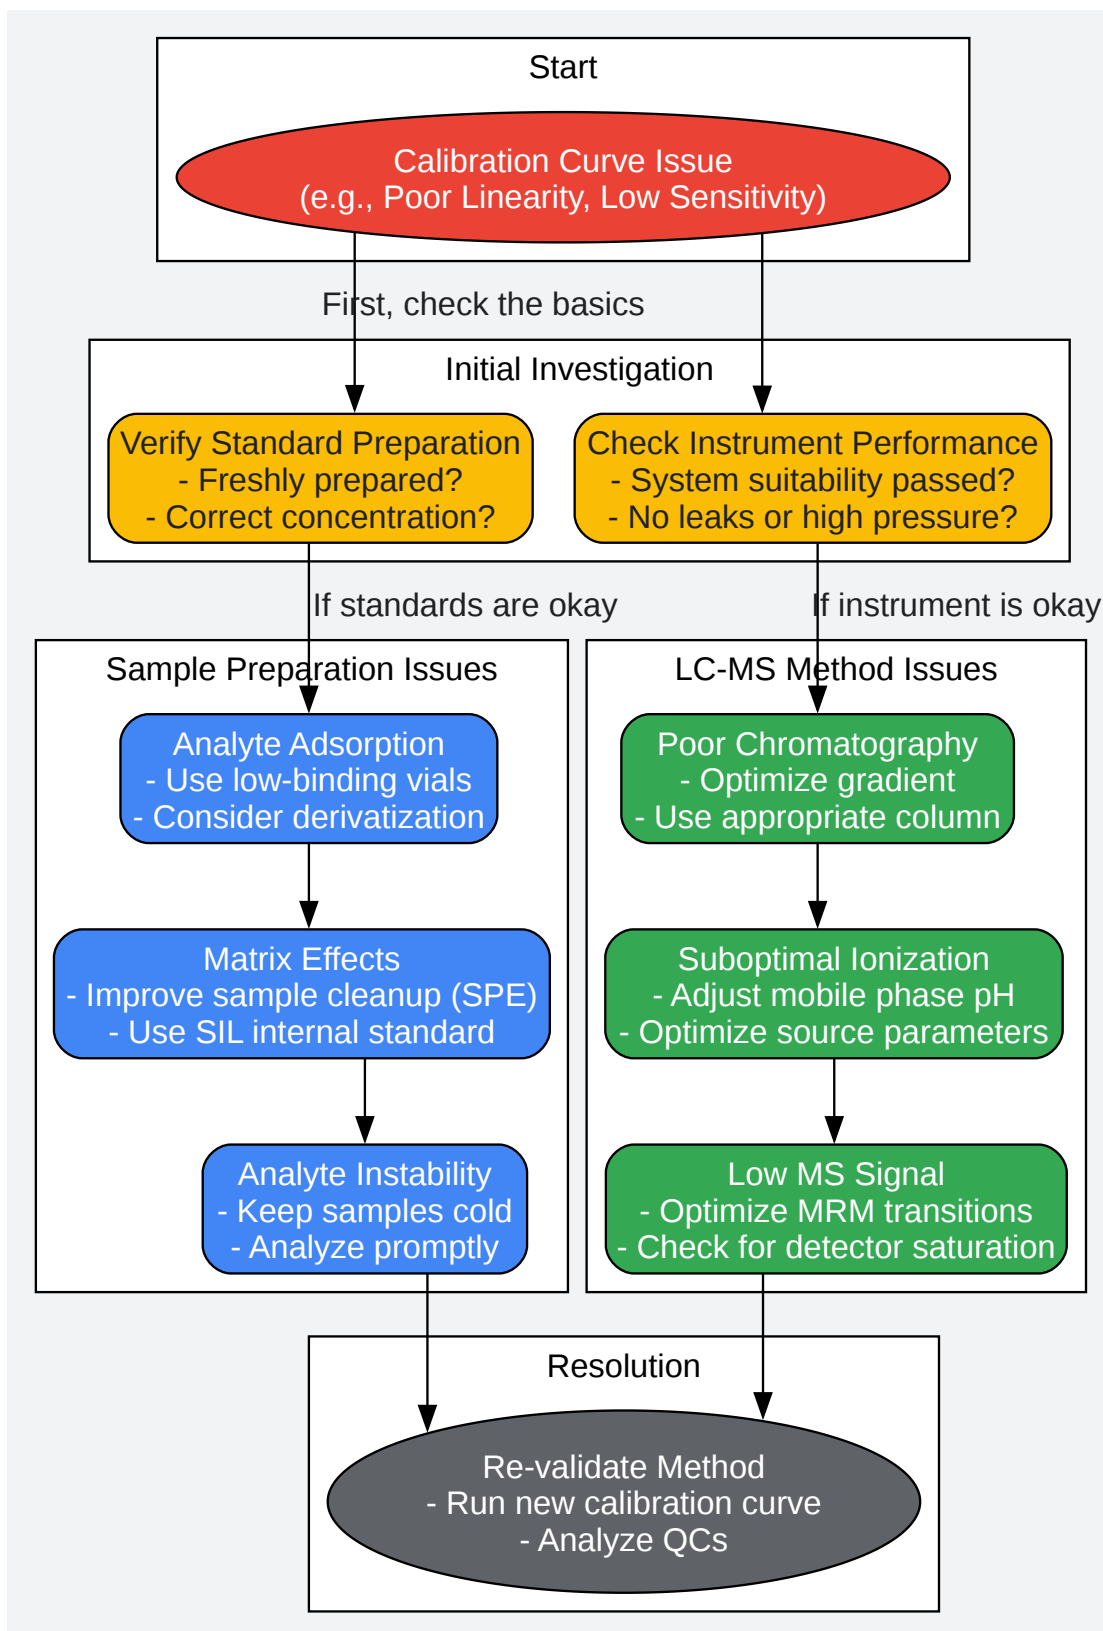 Start
Calibration Curve Issue
(e.g., Poor Linearity, Low Sensitivity)
First, check the basics
Initial Investigation
Verify Standard Preparation
- Freshly prepared?
- Correct concentration?
Check Instrument Performance
- System suitability passed?
- No leaks or high pressure?
If standards are okay
If instrument is okay
Sample Preparation Issues
Analyte Adsorption
- Use low-binding vials
- Consider derivatization
Matrix Effects
- Improve sample cleanup (SPE)
- Use SIL internal standard
Analyte Instability
- Keep samples cold
- Analyze promptly
LC-MS Method Issues
Poor Chromatography
- Optimize gradient
- Use appropriate column
Suboptimal Ionization
- Adjust mobile phase pH
- Optimize source parameters
Low MS Signal
- Optimize MRM transitions
- Check for detector saturation
Resolution
Re-validate Method
- Run new calibration curve
- Analyze QCs